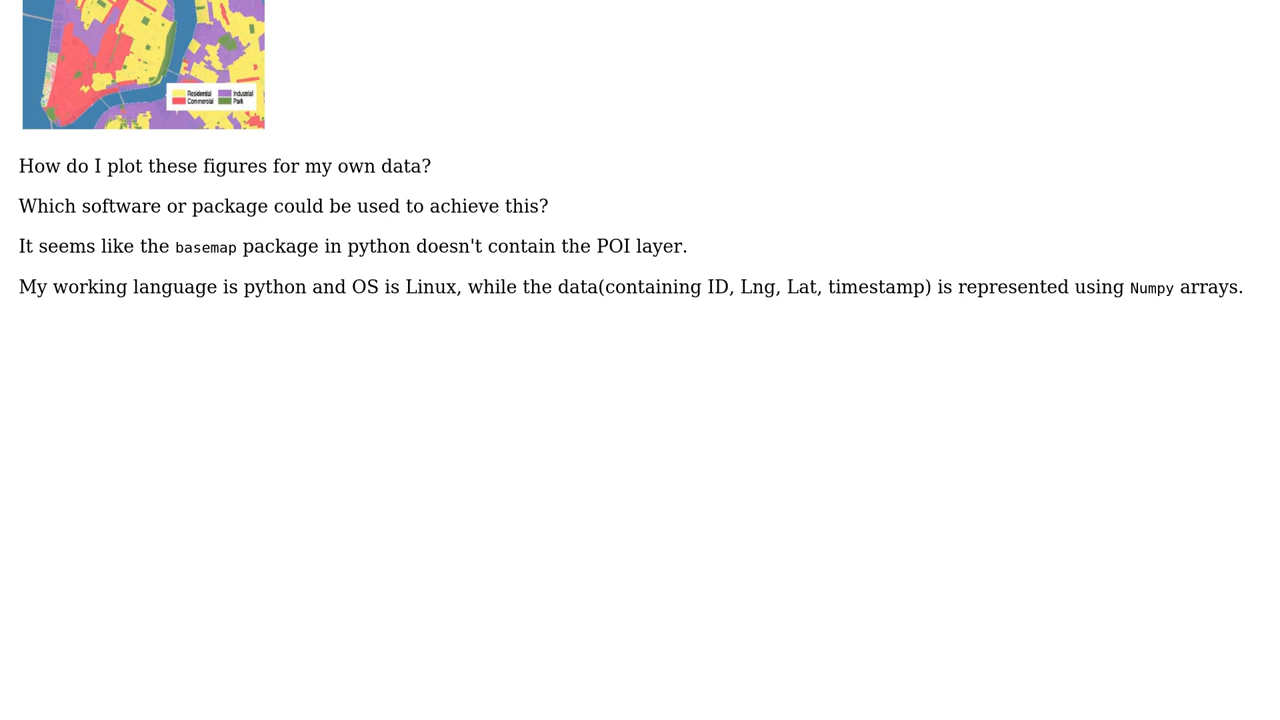 Residential Industrial
Commercial Park
How do I plot these figures for my own data?
Which software or package could be used to achieve this?
It seems like the basemap package in python doesn't contain the POI layer.
My working language is python and OS is Linux, while the data(containing ID, Lng, Lat, timestamp) is represented using Numpy arrays.